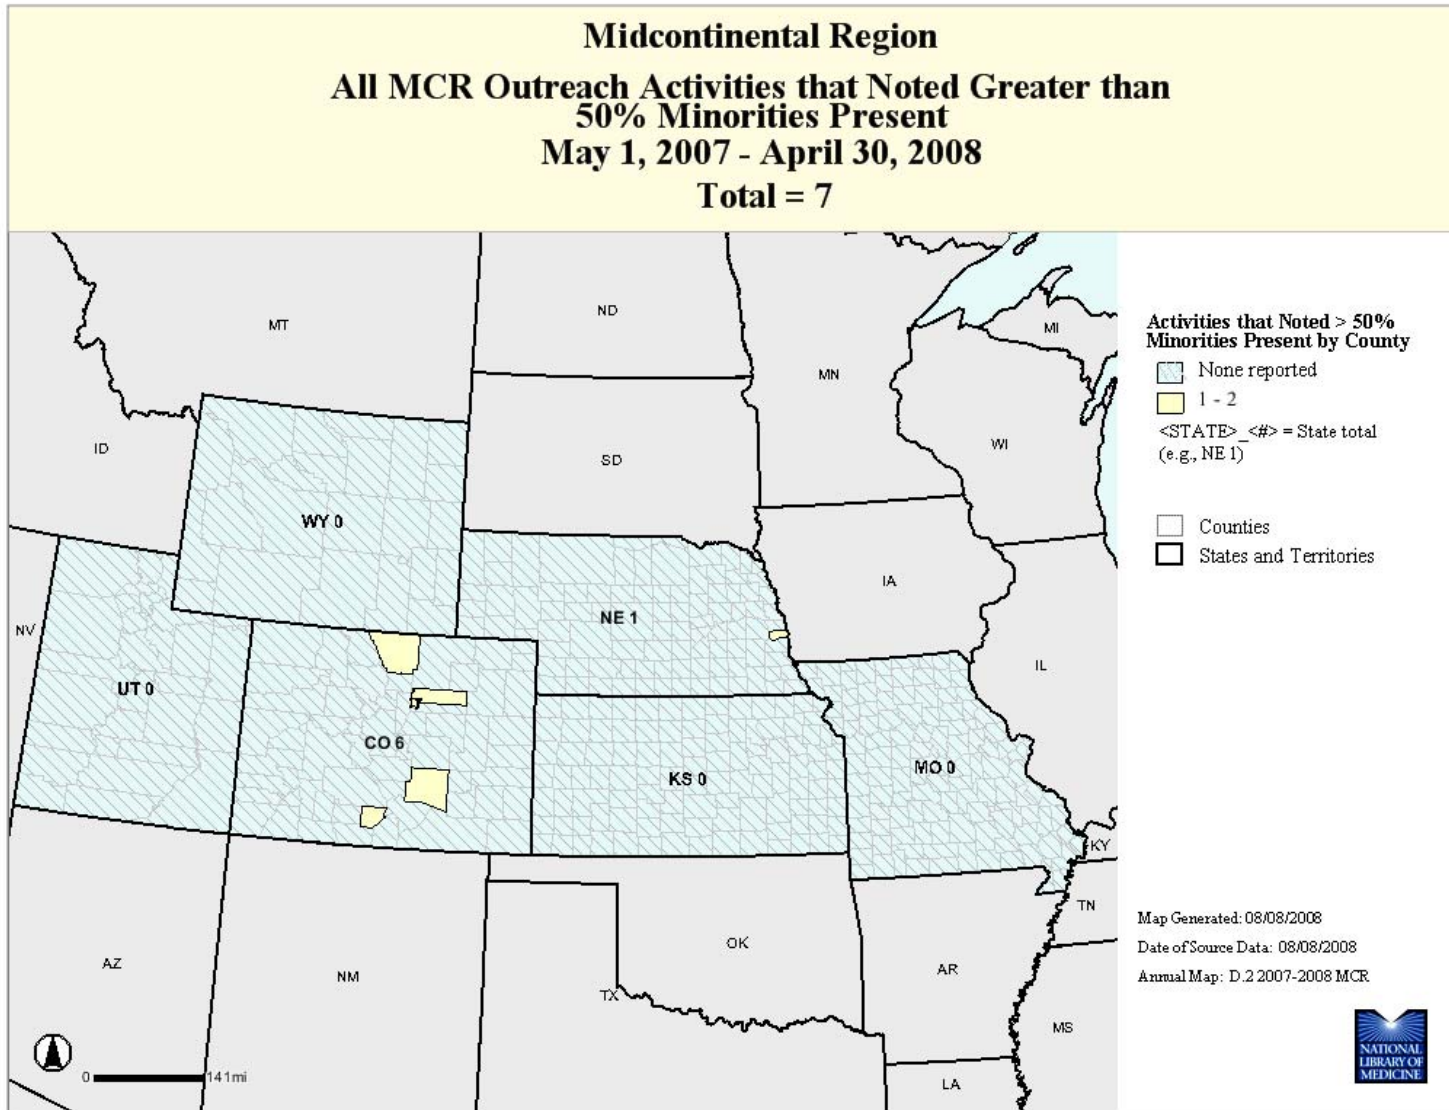 Midcontinental Region
All MCR Outreach Activities that Noted Greater than
50% Minorities Present
May 1, 2007 - April 30, 2008
Total = 7
MT
ND
MN
MI
WI
ID
SD
WY 0
IA
NE 1
NV
UT 0
IL
CO 6
KS 0
MO 0
KY
TN
AZ
NM
OK
AR
TX
MS
LA
0
141mi
Activities that Noted > 50%
Minorities Present by County
None reported
1 - 2
<STATE>_<#> = State total
(e.g., NE 1)
Counties
States and Territories
Map Generated: 08/08/2008
Date of Source Data: 08/08/2008
Annual Map: D.2 2007-2008 MCR
NATIONAL
LIBRARY OF
MEDICINE